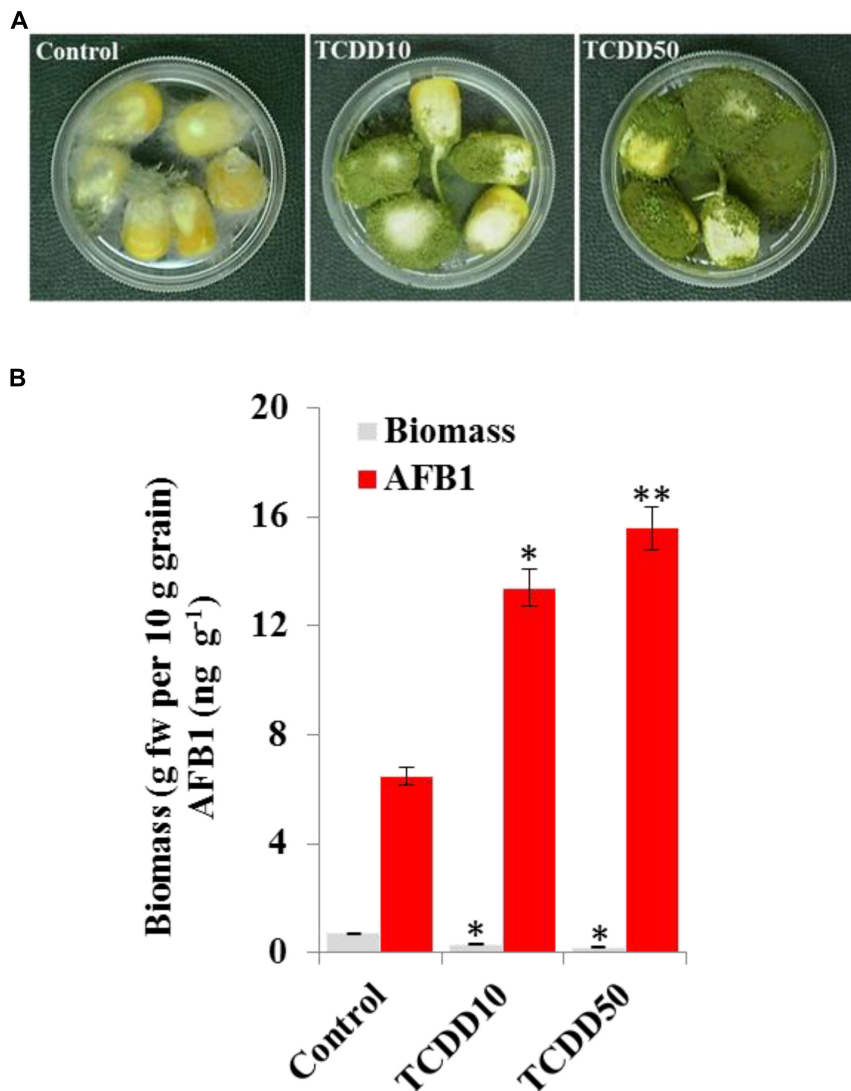 A
Control
TCDD10
TCDD50
B
20
16
12
8
4
0
Biomass (g fw per 10 g grain)
AFB1 (ng g-1)
Biomass
AFB1
*
**
*
*
Control
TCDD10
TCDD50